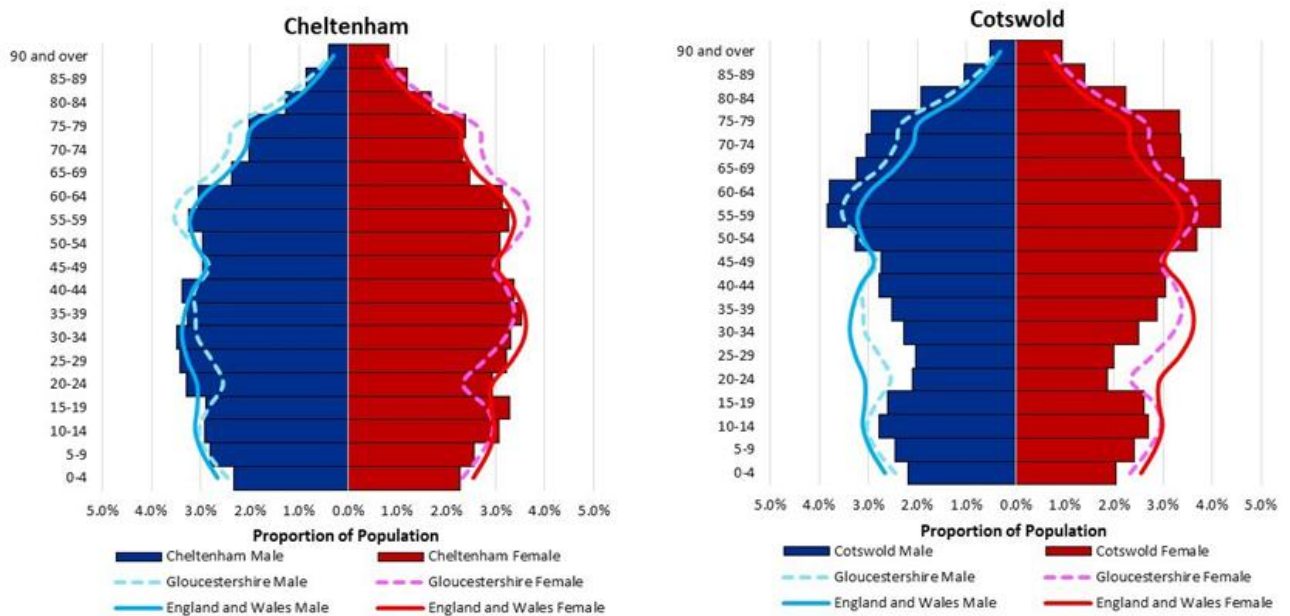 Cheltenham
90 and over
85-89
80-84
75-79
70-74
65-69
60-64
55-59
50-54
45-49
40-44
35-39
30-34
25-29
20-24
15-19
10-14
5-9
0-4
5.0% 4.0% 3.0% 2.0% 1.0% 0.0% 1.0% 2.0% 3.0% 4.0% 5.0%
Proportion of Population
Cheltenham Male Cheltenham Female
Gloucestershire Male Gloucestershire Female
England and Wales Male England and Wales Female
Cotswold
90 and over
85-89
80-84
75-79
70-74
65-69
60-64
55-59
50-54
45-49
40-44
35-39
30-34
25-29
20-24
15-19
10-14
5-9
0-4
5.0% 4.0% 3.0% 2.0% 1.0% 0.0% 1.0% 2.0% 3.0% 4.0% 5.0%
Proportion of Population
Cotswold Male Cotswold Female
Gloucestershire Male Gloucestershire Female
England and Wales Male England and Wales Female